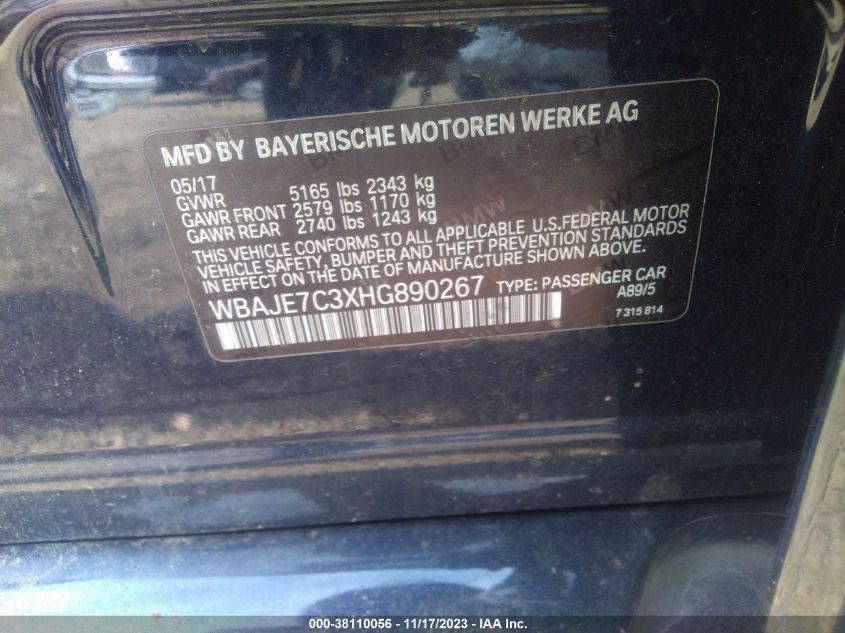 MFD BY BAYERISCHE MOTOREN WERKE AG
05/17
GVWR 5165 lbs 2343 kg
GAWR FRONT 2579 lbs 1170 kg
GAWR REAR 2740 lbs 1243 kg
THIS VEHICLE CONFORMS TO ALL APPLICABLE U.S.FEDERAL MOTOR
VEHICLE SAFETY, BUMPER AND THEFT PREVENTION STANDARDS
IN EFFECT ON THE DATE OF MANUFACTURE SHOWN ABOVE.
WBAJE7C3XHG890267 TYPE: PASSENGER CAR
A89/5
7 315 814
000-38110056 - 11/17/2023 - IAA Inc.